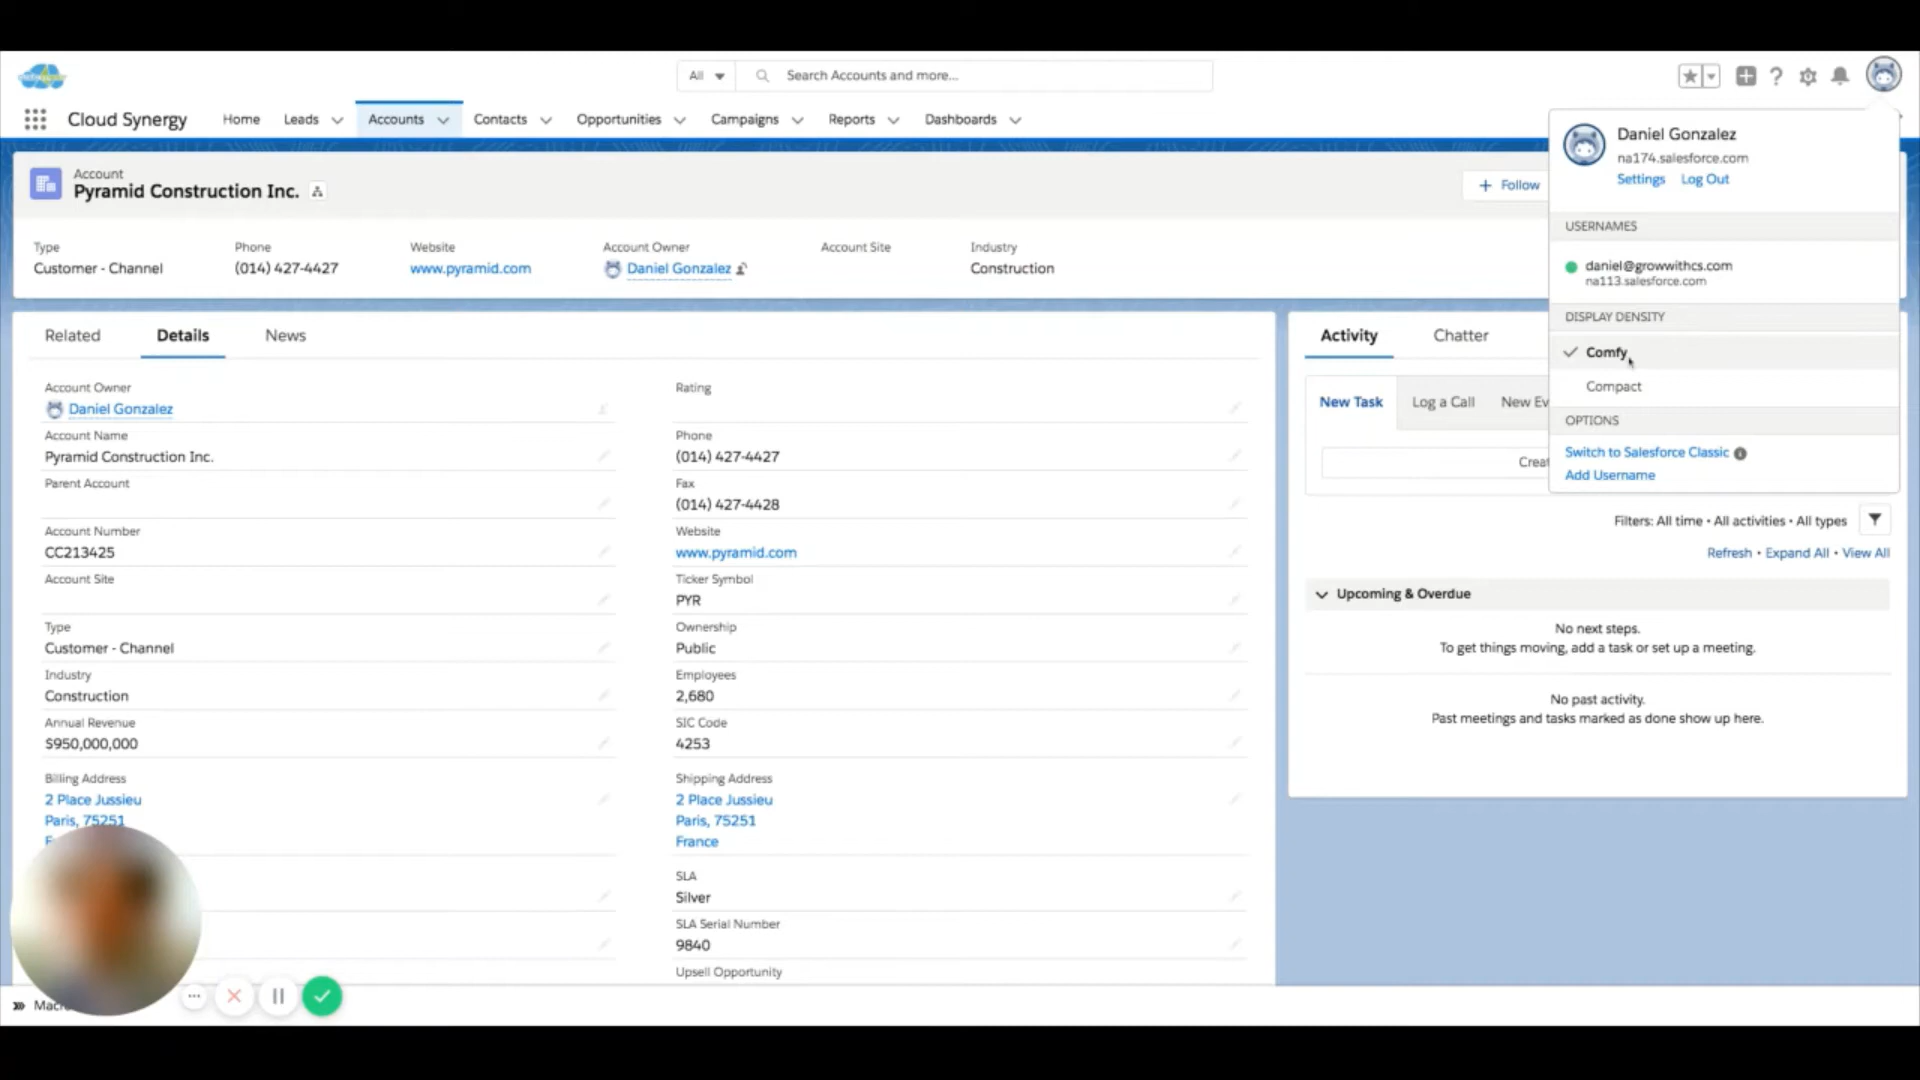 All
Search Accounts and more...
Cloud Synergy
Home
Leads
Accounts
Contacts
Opportunities
Campaigns
Reports
Dashboards
Account
Pyramid Construction Inc.
Follow
Type
Customer - Channel
Phone
(014) 427-4427
Website
www.pyramid.com
Account Owner
Daniel Gonzalez
Account Site
Industry
Construction
Daniel Gonzalez
na174.salesforce.com
Settings Log Out
USERNAMES
daniel@growwithcs.com
na113.salesforce.com
DISPLAY DENSITY
Comfy
Compact
OPTIONS
Switch to Salesforce Classic
Add Username
Related
Details
News
Account Owner
Daniel Gonzalez
Account Name
Pyramid Construction Inc.
Parent Account
Account Number
CC213425
Account Site
Type
Customer - Channel
Industry
Construction
Annual Revenue
$950,000,000
Billing Address
2 Place Jussieu
Paris, 75251
Rating
Phone
(014) 427-4427
Fax
(014) 427-4428
Website
www.pyramid.com
Ticker Symbol
PYR
Ownership
Public
Employees
2,680
SIC Code
4253
Shipping Address
2 Place Jussieu
Paris, 75251
France
SLA
Silver
SLA Serial Number
9840
Upsell Opportunity
Activity
Chatter
New Task
Log a Call
New Ev
Creat
Filters: All time • All activities • All types
Refresh • Expand All • View All
Upcoming & Overdue
No next steps.
To get things moving, add a task or set up a meeting.
No past activity.
Past meetings and tasks marked as done show up here.